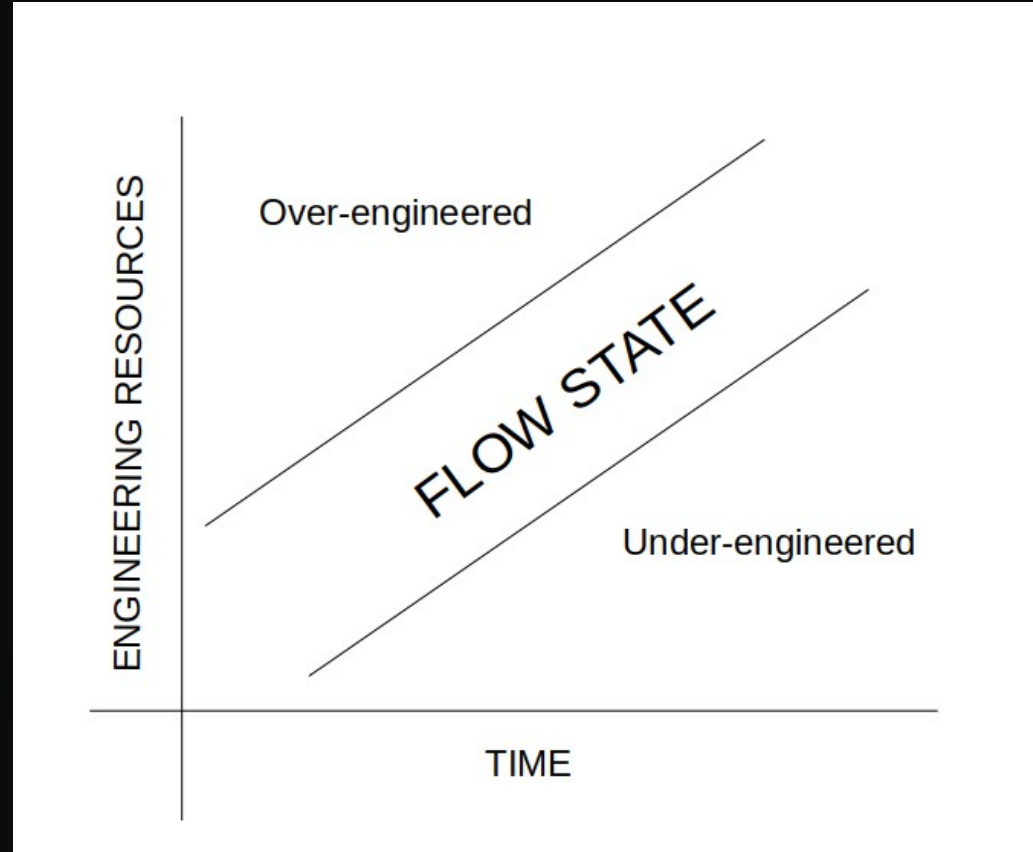 Over-engineered
ENGINEERING RESOURCES
FLOW STATE
Under-engineered
TIME